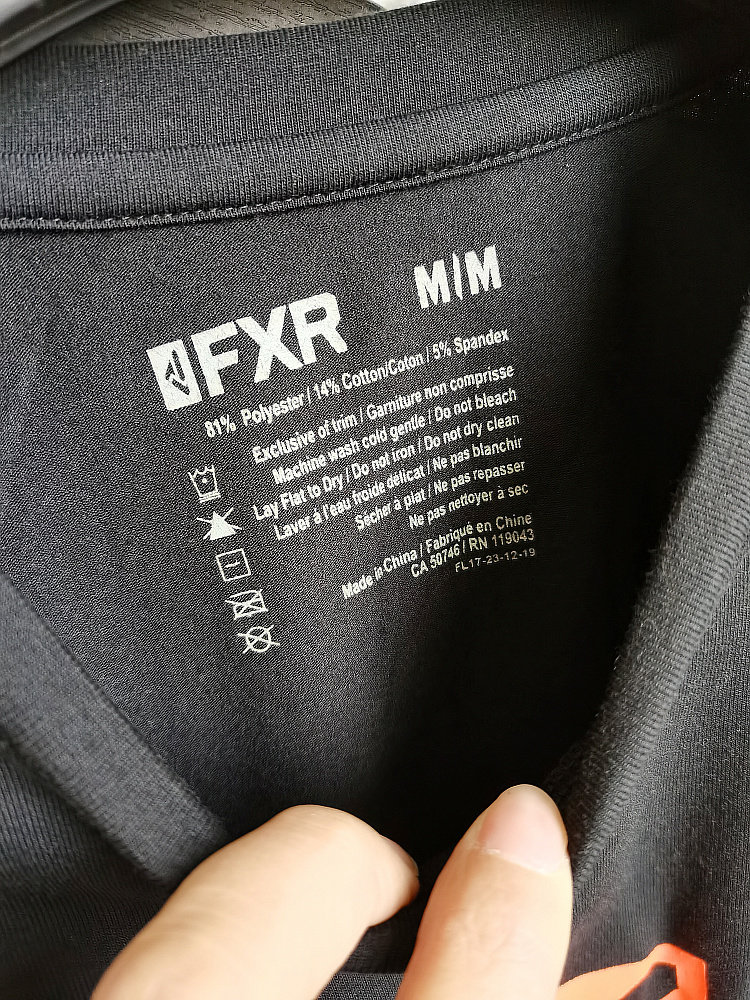 M/M
FXR
81% Polyester / 14% Cotton/Coton / 5% Spandex
Exclusive of trim / Garniture non comprisse
Machine wash cold gentle / Do not bleach
Lay Flat to Dry / Do not iron / Do not dry clean
Laver á l'eau froide délicat / Ne pas blanchir
Sécher à plat / Ne pas repasser
Ne pas nettoyer à sec
Made in China / Fabriqué en Chine
CA 50746 / RN 119043
FL17-23-12-19